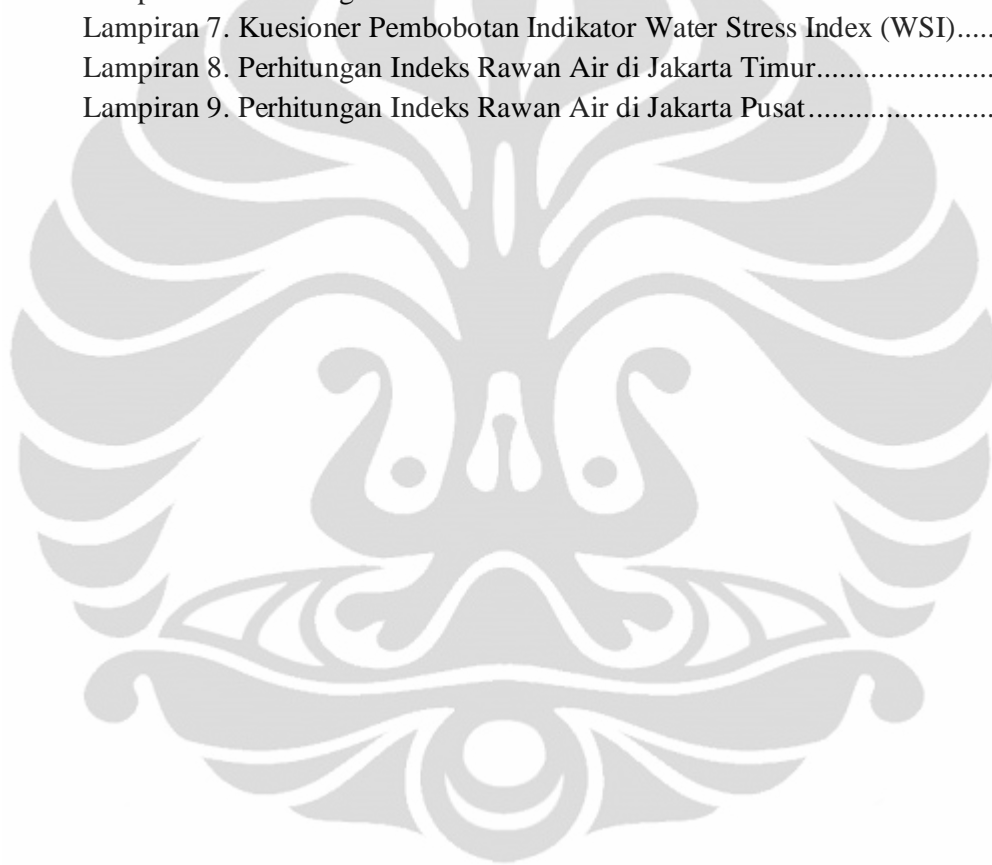 Lampiran 7. Kuesioner Pembobotan Indikator Water Stress Index (WSI).....
Lampiran 8. Perhitungan Indeks Rawan Air di Jakarta Timur......................
Lampiran 9. Perhitungan Indeks Rawan Air di Jakarta Pusat.......................